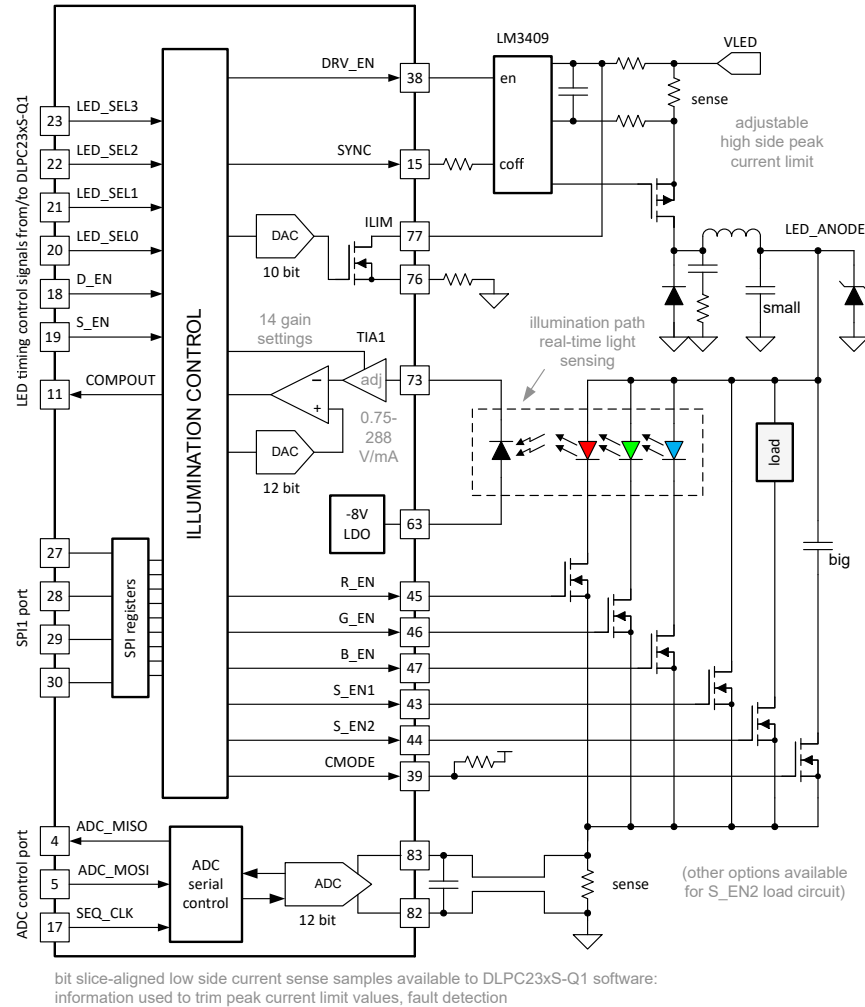 LM3409
VLED
DRV_EN
38
en
sense
23
LED_SEL3
adjustable
high side peak
current limit
22
LED_SEL2
SYNC
15
coff
21
LED_SEL1
ILIM
77
LED_ANODE
DAC
10 bit
20
LED_SEL0
76
18
D_EN
small
19
S_EN
14 gain
settings
TIA1
illumination path
real-time light
sensing
11
COMPOUT
adj
73
−
+
0.75-
288
V/mA
DAC
12 bit
load
LED timing control signals from/to DLPC23xS-Q1
ILLUMINATION CONTROL
-8V
LDO
63
big
27
28
29
30
SPI1 port
SPI registers
R_EN
45
G_EN
46
B_EN
47
S_EN1
43
S_EN2
44
CMODE
39
ADC control port
4
ADC_MISO
5
ADC_MOSI
17
SEQ_CLK
ADC
serial
control
ADC
12 bit
83
82
sense
(other options available
for S_EN2 load circuit)
bit slice-aligned low side current sense samples available to DLPC23xS-Q1 software:
information used to trim peak current limit values, fault detection